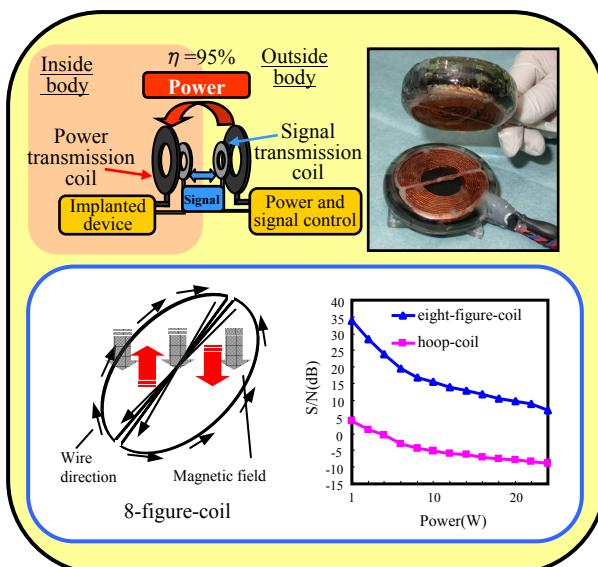 Inside
body
η =95%
Outside
body
Power
Power
transmission
coil
Signal
transmission
coil
Implanted
device
Signal
Power and
signal control
Wire
direction
Magnetic field
8-figure-coil
eight-figure-coil
hoop-coil
S/N(dB)
40
35
30
25
20
15
10
5
0
-5
-10
-15
1
10
20
Power(W)